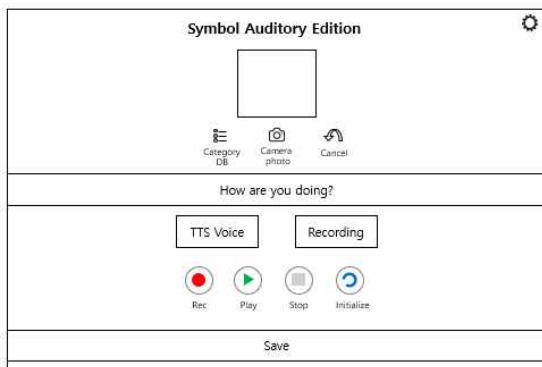 Symbol Auditory Edition
Category DB
Camera photo
Cancel
How are you doing?
TTS Voice
Recording
Rec
Play
Stop
Initialize
Save